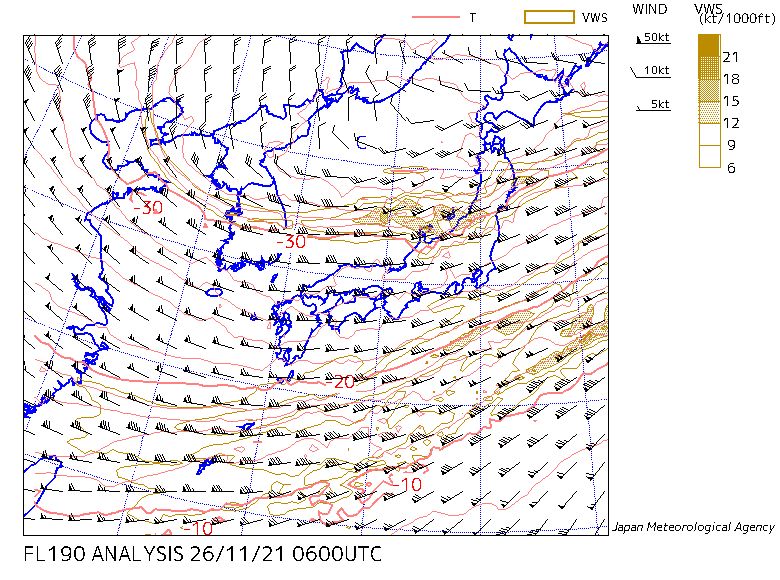 T VWS
WIND VWS
(kt/1000ft)
50kt
10kt
5kt
21
18
15
12
9
6
C
-30
-30
-20
-10
-10
Japan Meteorological Agency
FL190 ANALYSIS 26/11/21 0600UTC